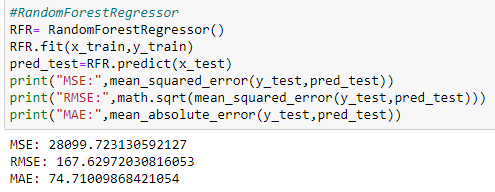 #RandomForestRegressor
RFR= RandomForestRegressor()
RFR.fit(x_train,y_train)
pred_test=RFR.predict(x_test)
print("MSE:",mean_squared_error(y_test,pred_test))
print("RMSE:",math.sqrt(mean_squared_error(y_test,pred_test)))
print("MAE:",mean_absolute_error(y_test,pred_test))
MSE: 28099.723130592127
RMSE: 167.62972030816053
MAE: 74.71009868421054